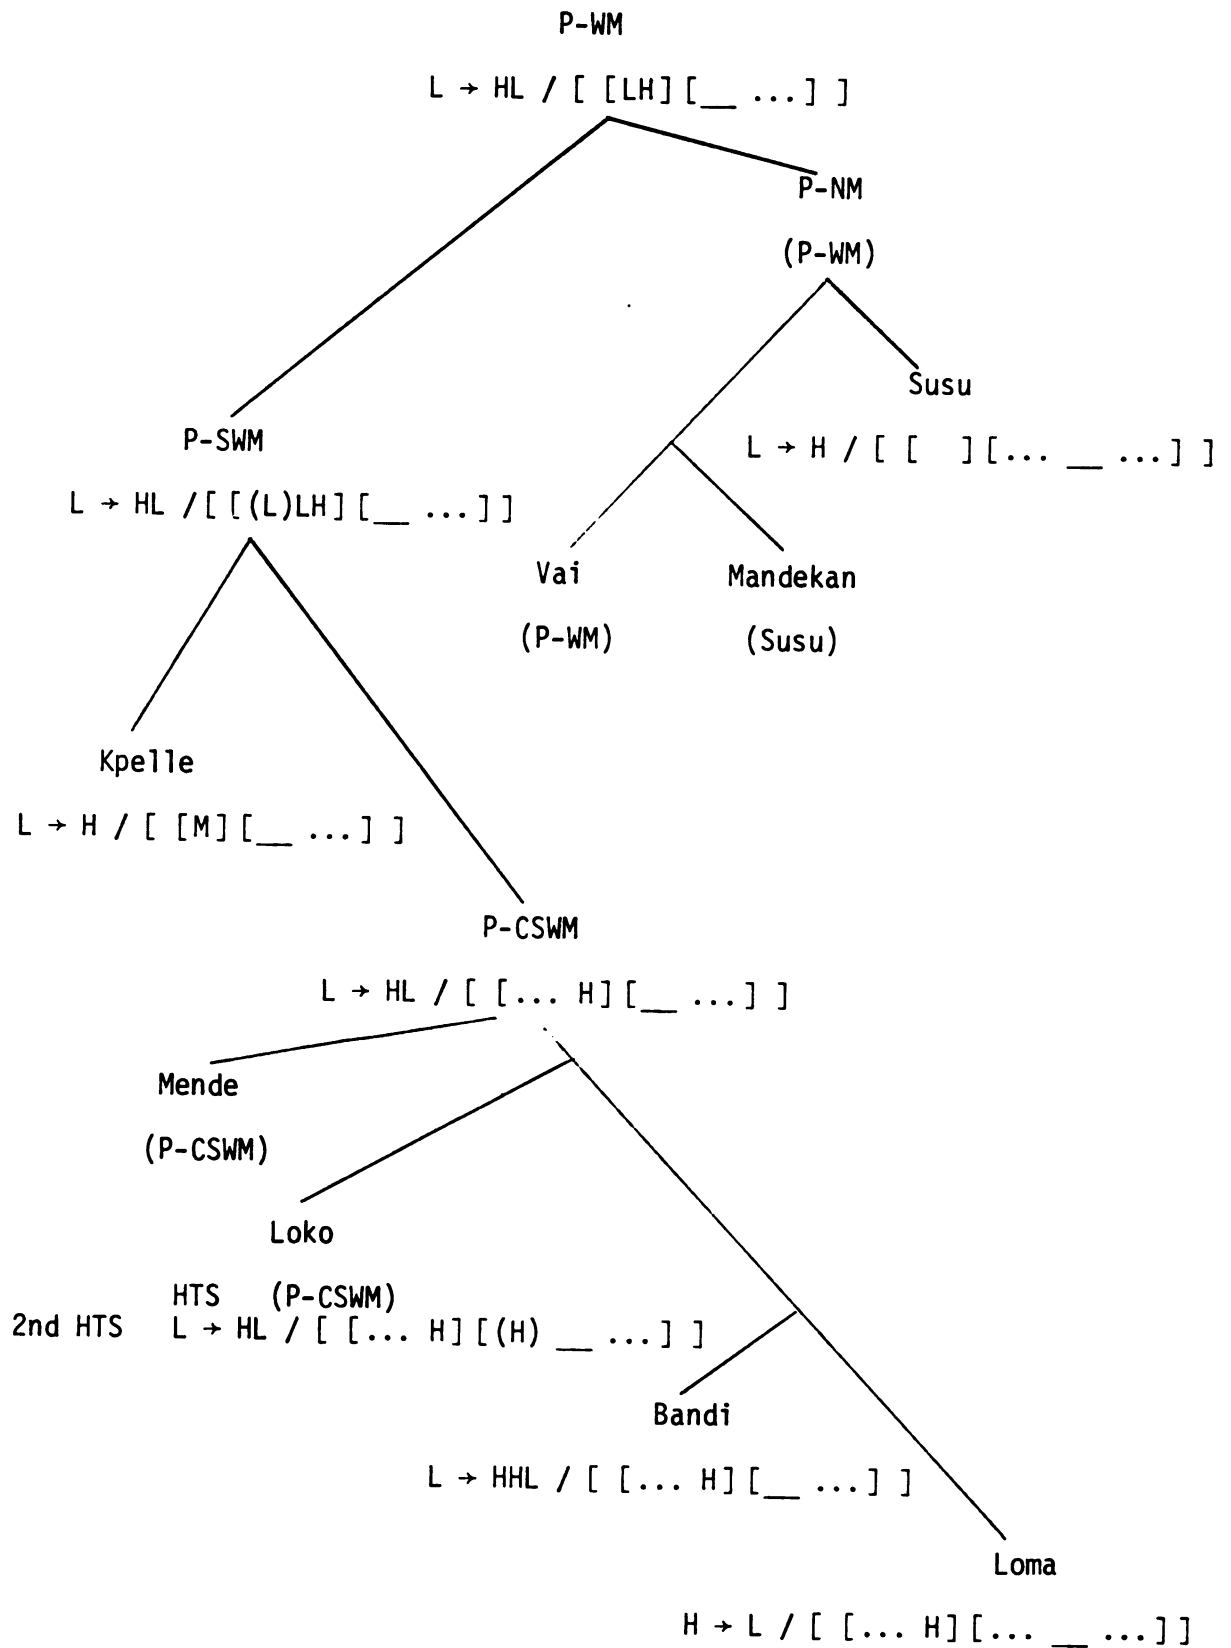 P-WM
L → HL / [ [LH] [__ ...] ]
P-NM
(P-WM)
Susu
P-SWM
L → H / [ [ ] [... __ ...] ]
L → HL / [ [(L)LH] [__ ...] ]
Vai
Mandekan
(P-WM)
(Susu)
Kpelle
L → H / [ [M] [__ ...] ]
P-CSWM
L → HL / [ [... H] [__ ...] ]
Mende
(P-CSWM)
Loko
HTS (P-CSWM)
2nd HTS L → HL / [ [... H] [(H) __ ...] ]
Bandi
L → HHL / [ [... H] [__ ...] ]
Loma
H → L / [ [... H] [... __ ...] ]